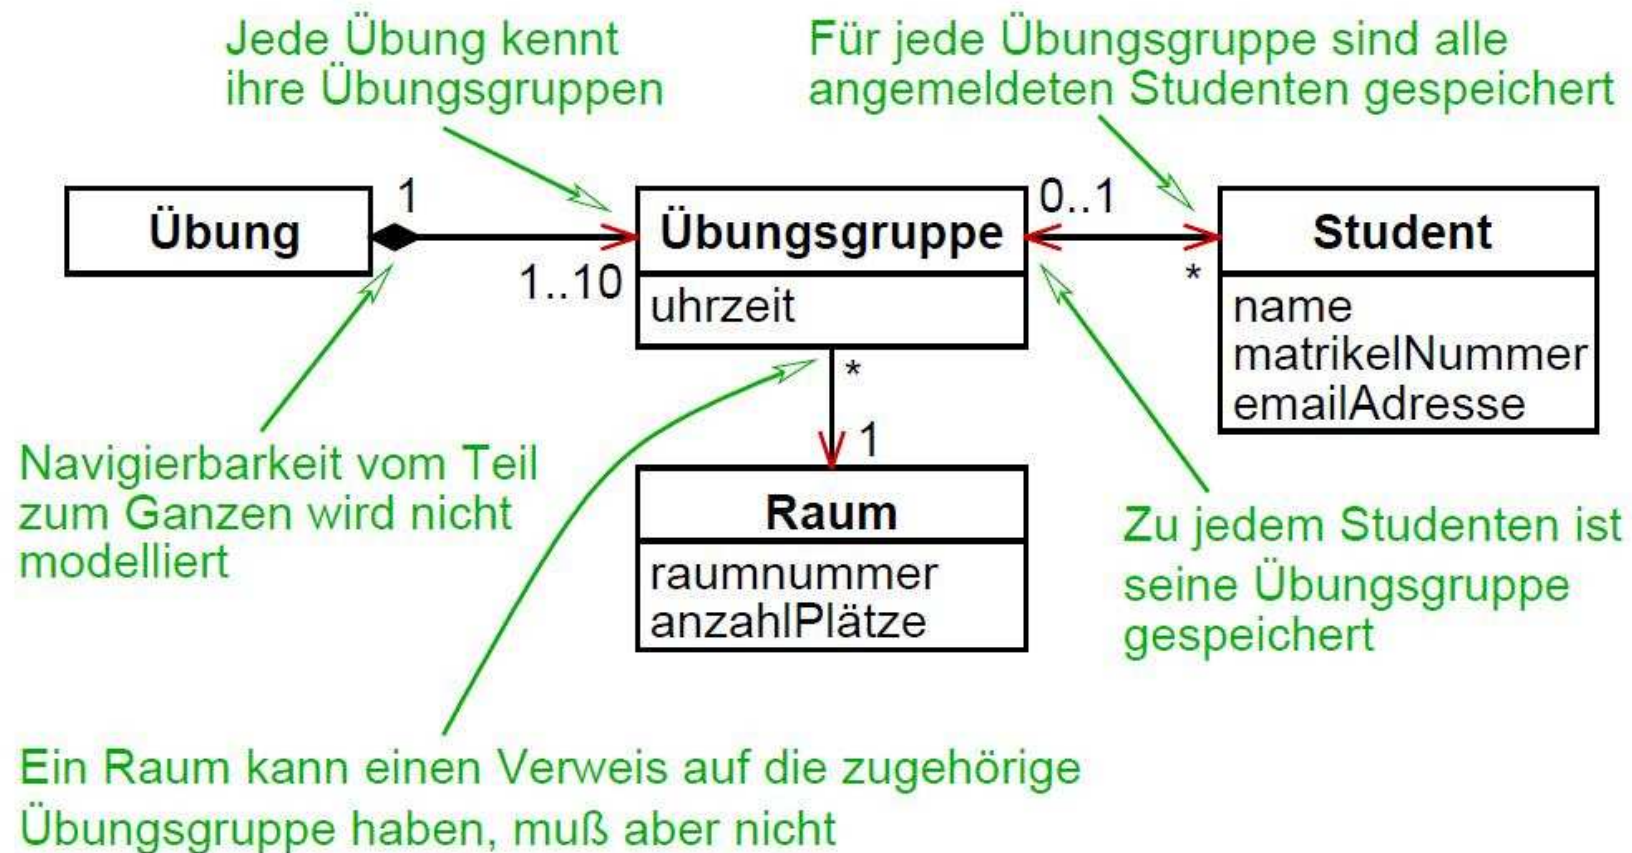 Jede Übung kennt
ihre Übungsgruppen
Für jede Übungsgruppe sind alle
angemeldeten Studenten gespeichert
Übung
1
1..10
Übungsgruppe
uhrzeit
0..1
*
Student
name
matrikelNummer
emailAdresse
*
1
Raum
raumnummer
anzahlPlätze
Navigierbarkeit vom Teil
zum Ganzen wird nicht
modelliert
Zu jedem Studenten ist
seine Übungsgruppe
gespeichert
Ein Raum kann einen Verweis auf die zugehörige
Übungsgruppe haben, muß aber nicht